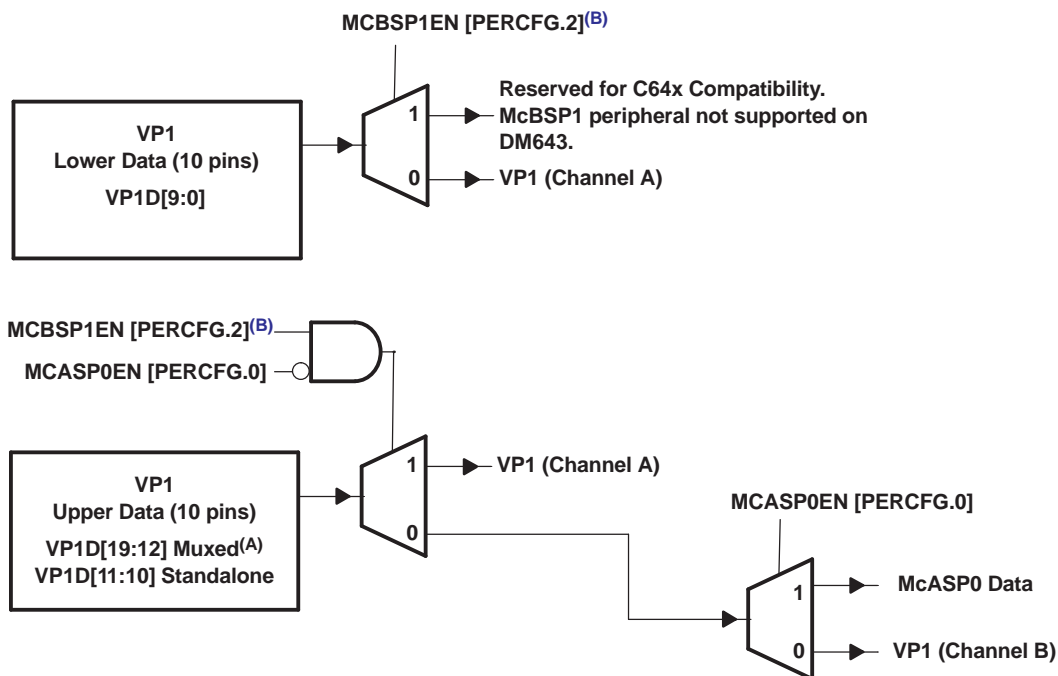 MCBSP1EN [PERCFG.2](B)
1
Reserved for C64x Compatibility.
McBSP1 peripheral not supported on
DM643.
0
VP1 (Channel A)
VP1
Lower Data (10 pins)
VP1D[9:0]
MCBSP1EN [PERCFG.2](B)
MCASP0EN [PERCFG.0]
VP1
Upper Data (10 pins)
VP1D[19:12] Muxed(A)
VP1D[11:10] Standalone
1
VP1 (Channel A)
0
MCASP0EN [PERCFG.0]
1
McASP0 Data
0
VP1 (Channel B)